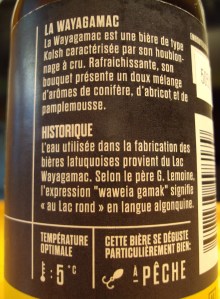 LA WAYAGAMAC
La Wayagamac est une bière de type
Kolsh caractérisée par son houblon-
nage à cru. Rafraichissante, son
bouquet présente un doux mélange
d'arômes de conifère, d'abricot et de
pamplemousse.
HISTORIQUE
L'eau utilisée dans la fabrication des
bières latuquoises provient du Lac
Wayagamac. Selon le père G. Lemoine,
l'expression "waweia gamak" signifie
« au Lac rond » en langue algonquine.
TEMPÉRATURE
OPTIMALE
5°C
CETTE BIÈRE SE DÉGUSTE
PARTICULIÈREMENT BIEN:
À LA PÊCHE